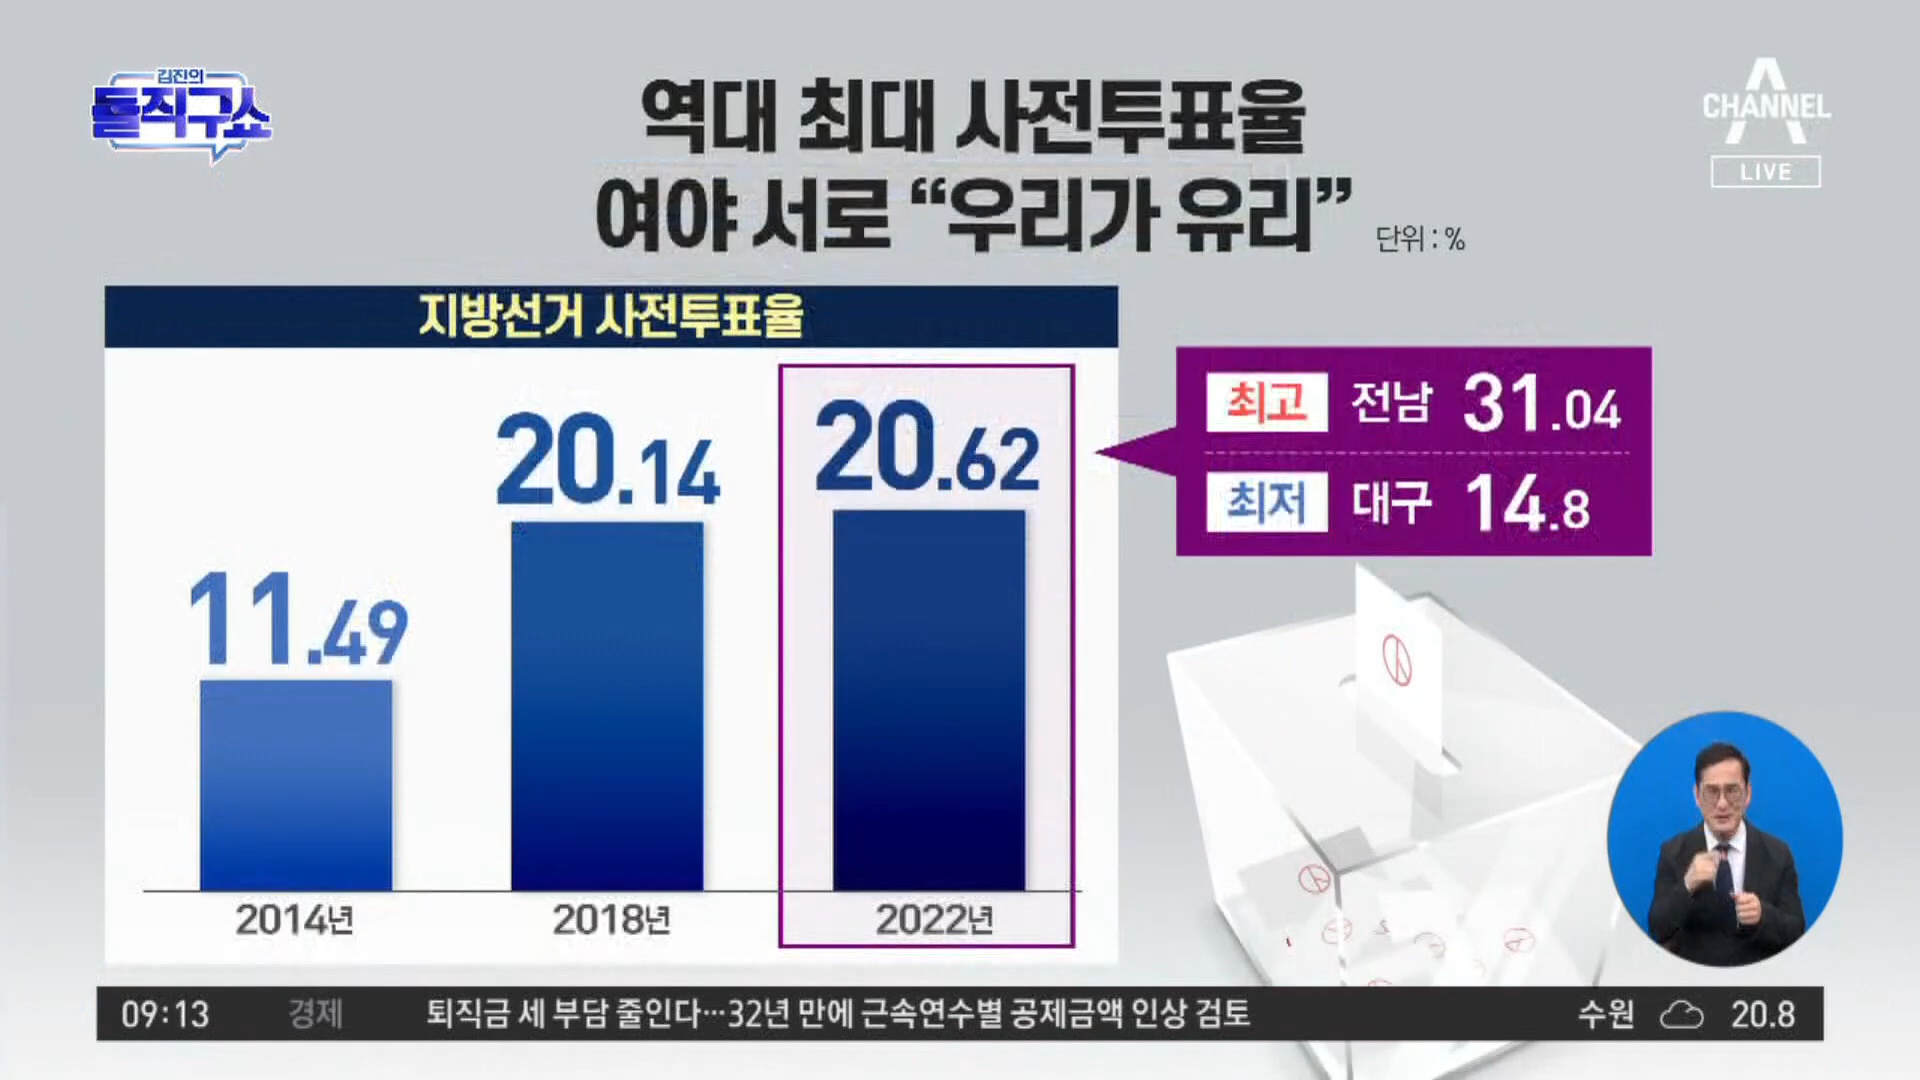 김진의
돌직구쇼
역대 최대 사전투표율
여야 서로 “우리가 유리”
단위 : %
CHANNEL A
LIVE
지방선거 사전투표율
11.49
20.14
20.62
2014년
2018년
2022년
최고 전남 31.04
최저 대구 14.8
09:13 경제 퇴직금 세 부담 줄인다…32년 만에 근속연수별 공제금액 인상 검토 수원 20.8